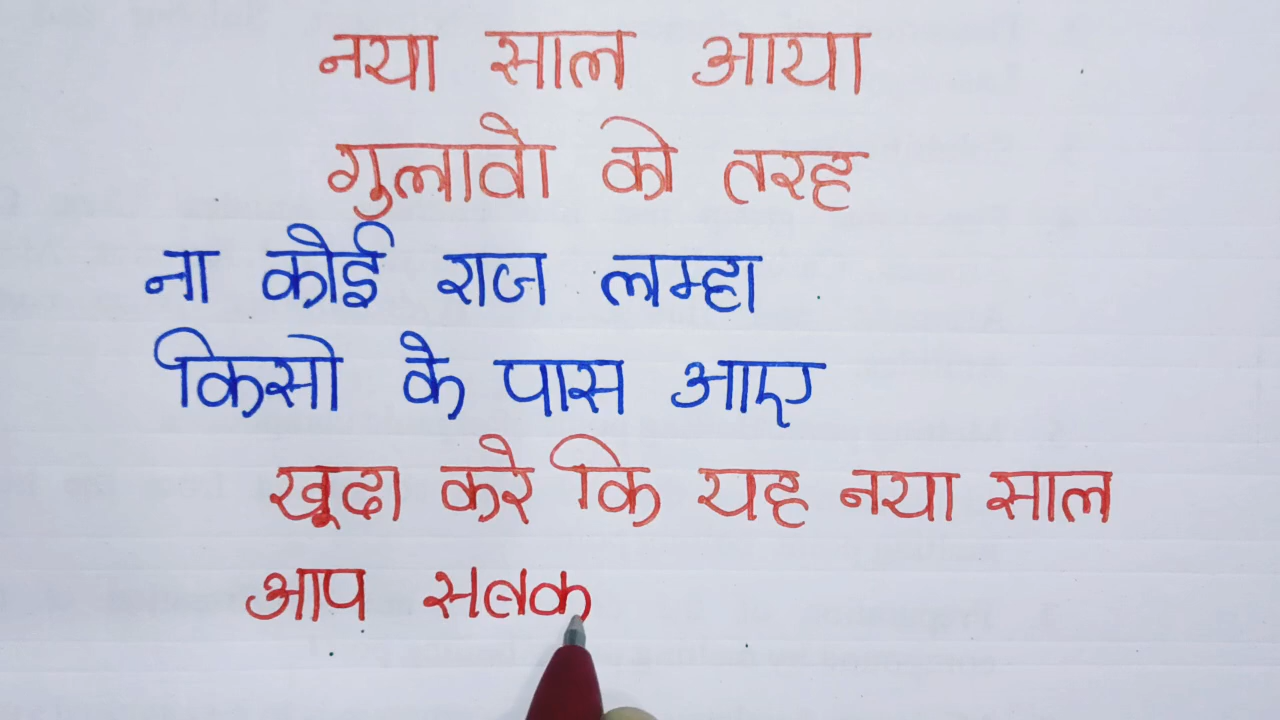 नया साल आया
गुलावो को तरह
ना कोई राज लम्हा
किसो के पास आए
खूदा करे कि यह नया साल
आप सबक